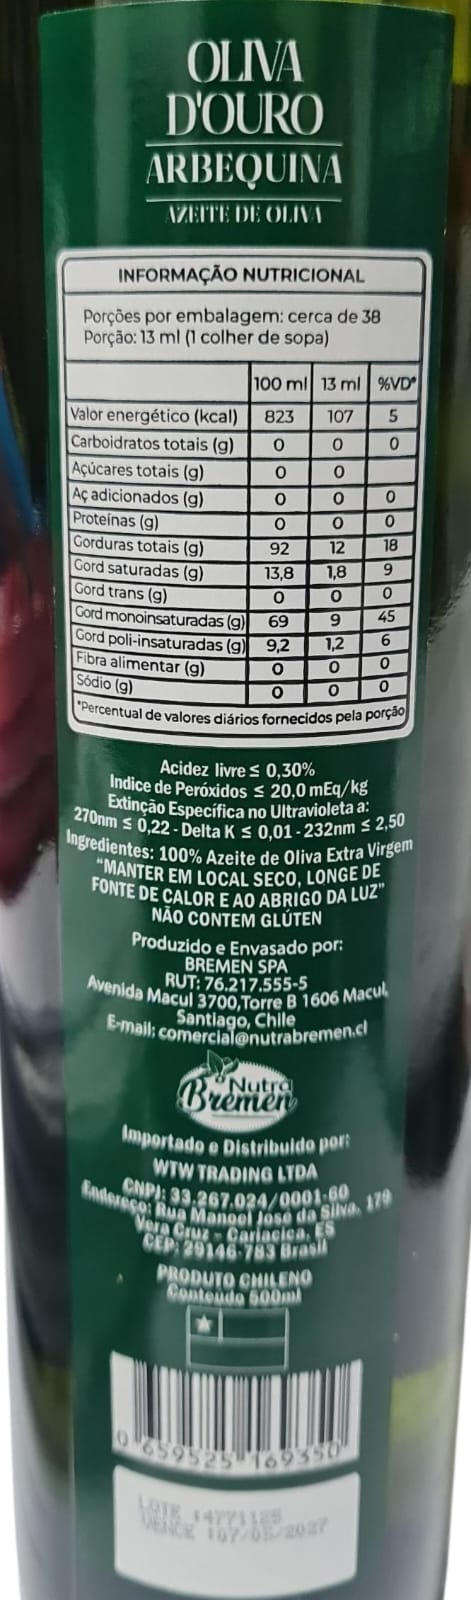 OLIVA
D'OURO
ARBEQUINA
AZEITE DE OLIVA
INFORMAÇÃO NUTRICIONAL
Porções por embalagem: cerca de 38
Porção: 13 ml (1 colher de sopa)
100 ml 13 ml %VD*
Valor energético (kcal) 823 107 5
Carboidratos totais (g) 0 0 0
Açúcares totais (g) 0 0
Aç adicionados (g) 0 0 0
Proteínas (g) 0 0 0
Gorduras totais (g) 92 12 18
Gord saturadas (g) 13,8 1,8 9
Gord trans (g) 0 0 0
Gord monoinsaturadas (g) 69 9 45
Gord poli-insaturadas (g) 9,2 1,2 6
Fibra alimentar (g) 0 0 0
Sódio (g) 0 0 0
*Percentual de valores diários fornecidos pela porção
Acidez livre ≤ 0,30%
Indice de Peróxidos ≤ 20,0 mEq/kg
Extinção Específica no Ultravioleta a:
270nm ≤ 0,22 - Delta K ≤ 0,01 - 232nm ≤ 2,50
Ingredientes: 100% Azeite de Oliva Extra Virgem
"MANTER EM LOCAL SECO, LONGE DE
FONTE DE CALOR E AO ABRIGO DA LUZ"
NÃO CONTEM GLÚTEN
Produzido e Envasado por:
BREMEN SPA
RUT: 76.217.555-5
Avenida Macul 3700, Torre B 1606 Macul,
Santiago, Chile
E-mail: comercial@nutrabremen.cl
Nutra
Bremen
Importado e Distribuido por:
WTW TRADING LTDA
CNPJ: 33.267.024/0001-60
Endereço: Rua Manoel José da Silva, 179
Vera Cruz - Cariacica, ES
CEP: 29146-783 Brasil
PRODUTO CHILENO
Conteudo 500ml
0 659525 169350
LOTE :4771125
VENCE :07/05/2027